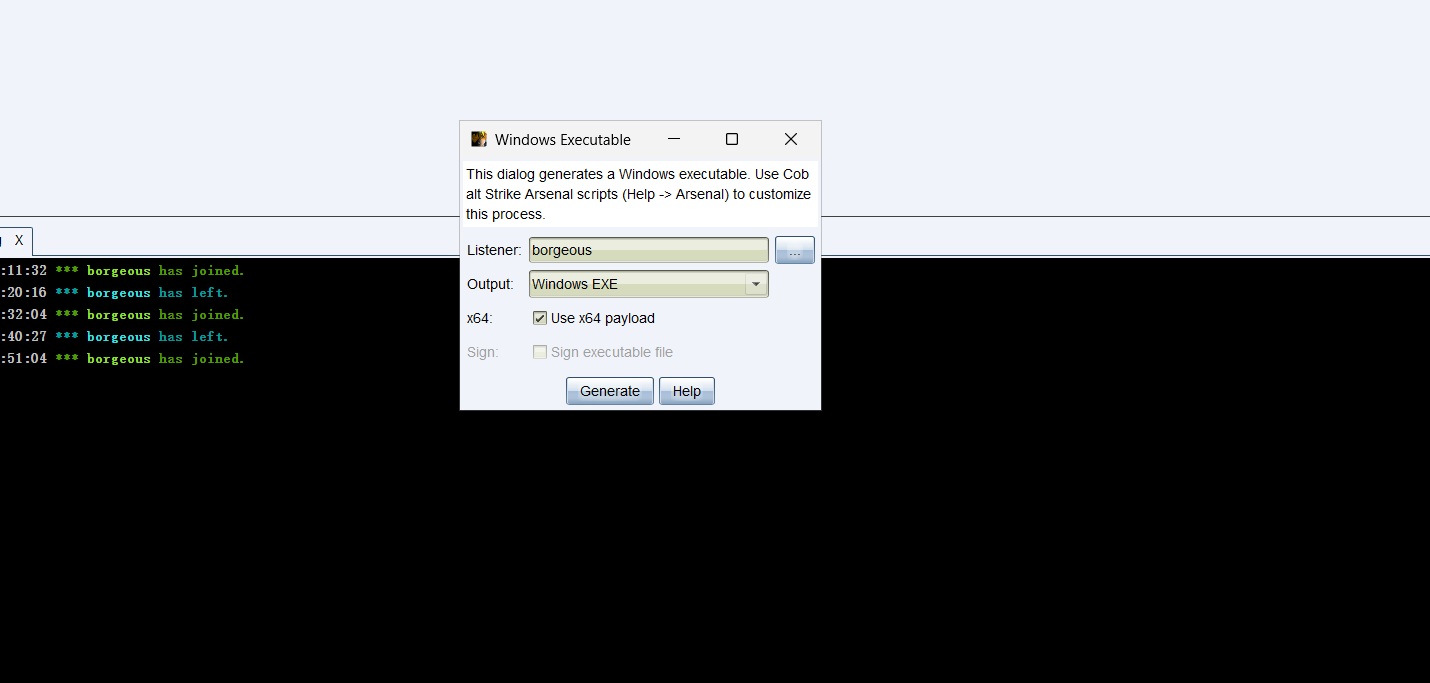 Windows Executable
This dialog generates a Windows executable. Use Cob
alt Strike Arsenal scripts (Help -> Arsenal) to customize
this process.
Listener: borgeous ...
Output: Windows EXE
x64: Use x64 payload
Sign: Sign executable file
Generate Help
X
:11:32 *** borgeous has joined.
:20:16 *** borgeous has left.
:32:04 *** borgeous has joined.
:40:27 *** borgeous has left.
:51:04 *** borgeous has joined.